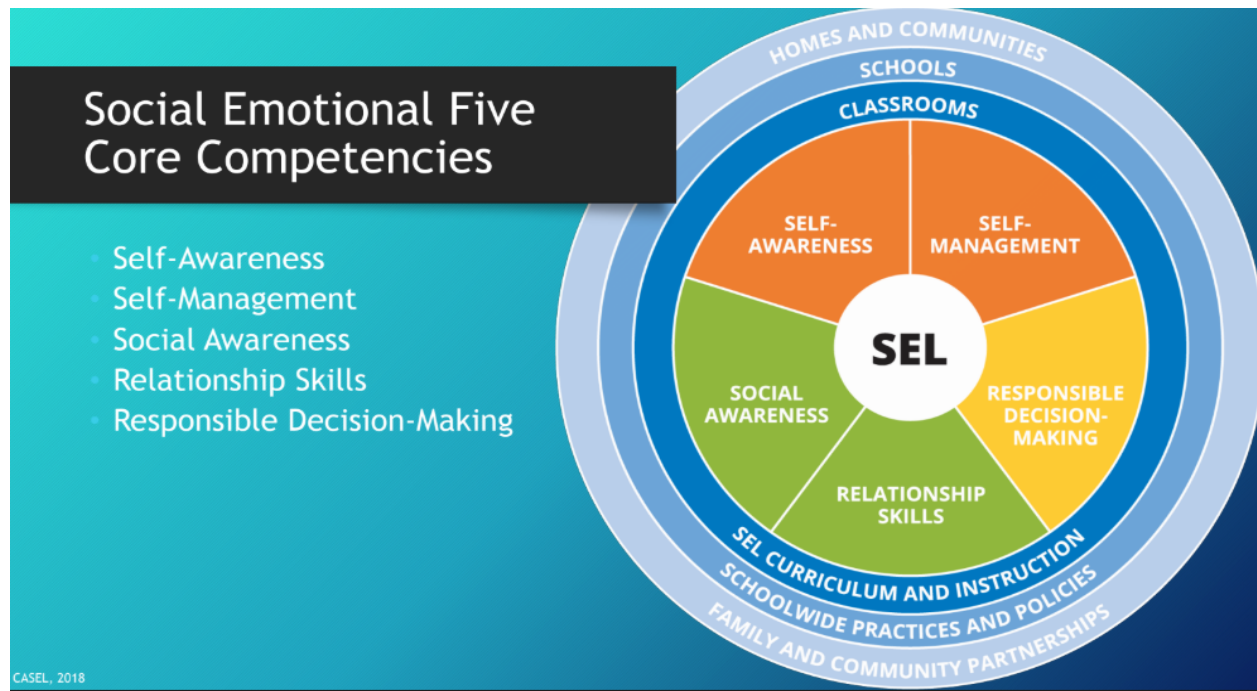 Social Emotional Five
Core Competencies
Self-Awareness
Self-Management
Social Awareness
Relationship Skills
Responsible Decision-Making
HOMES AND COMMUNITIES
SCHOOLS
CLASSROOMS
SELF-
AWARENESS
SELF-
MANAGEMENT
SEL
SOCIAL
AWARENESS
RESPONSIBLE
DECISION-
MAKING
RELATIONSHIP
SKILLS
SEL CURRICULUM AND INSTRUCTION
SCHOOLWIDE PRACTICES AND POLICIES
FAMILY AND COMMUNITY PARTNERSHIPS
CASEL, 2018